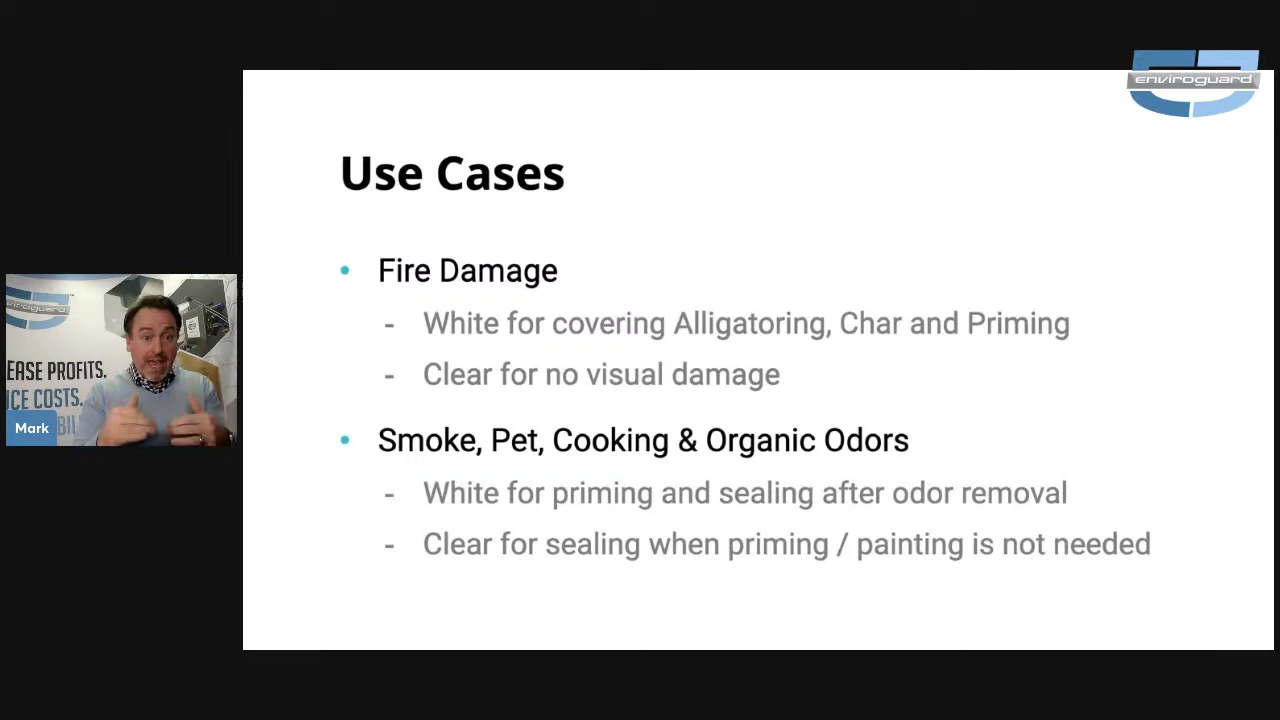 enviroguard
Use Cases
• Fire Damage
- White for covering Alligatoring, Char and Priming
- Clear for no visual damage
• Smoke, Pet, Cooking & Organic Odors
- White for priming and sealing after odor removal
- Clear for sealing when priming / painting is not needed
EASE PROFITS.
CE COSTS.
Mark